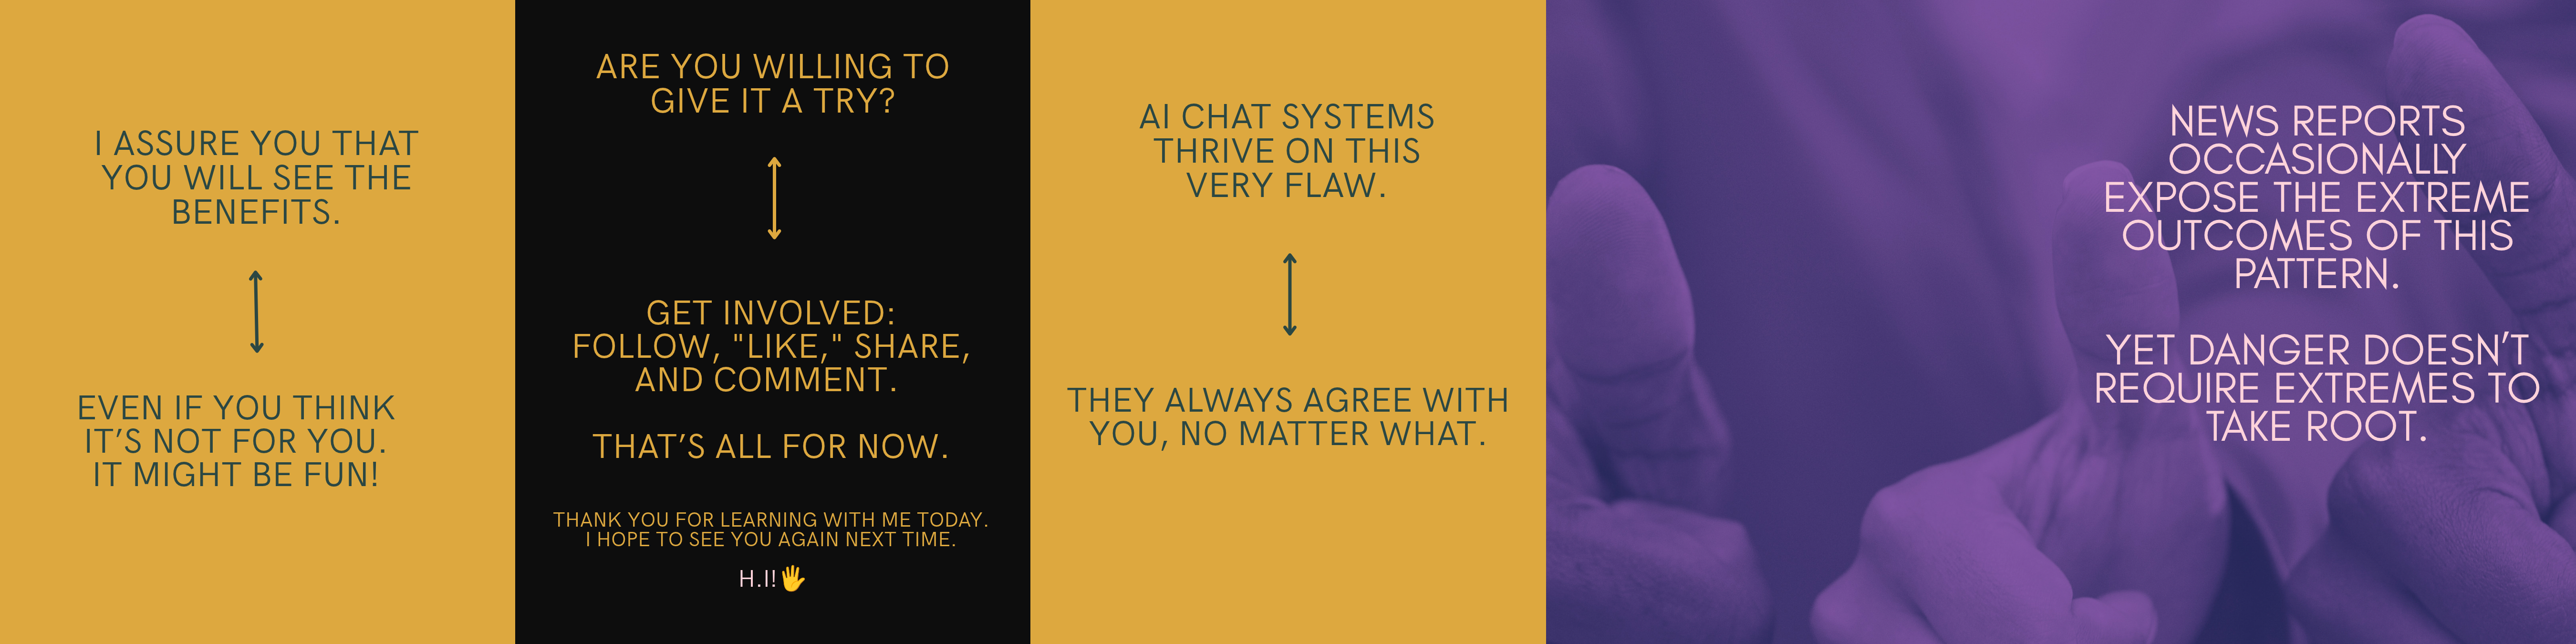 I ASSURE YOU THAT
YOU WILL SEE THE
BENEFITS.
EVEN IF YOU THINK
IT’S NOT FOR YOU.
IT MIGHT BE FUN!
ARE YOU WILLING TO
GIVE IT A TRY?
GET INVOLVED:
FOLLOW, "LIKE," SHARE,
AND COMMENT.
THAT’S ALL FOR NOW.
THANK YOU FOR LEARNING WITH ME TODAY.
I HOPE TO SEE YOU AGAIN NEXT TIME.
H.I!🖐
AI CHAT SYSTEMS
THRIVE ON THIS
VERY FLAW.
THEY ALWAYS AGREE WITH
YOU, NO MATTER WHAT.
NEWS REPORTS
OCCASIONALLY
EXPOSE THE EXTREME
OUTCOMES OF THIS
PATTERN.
YET DANGER DOESN’T
REQUIRE EXTREMES TO
TAKE ROOT.